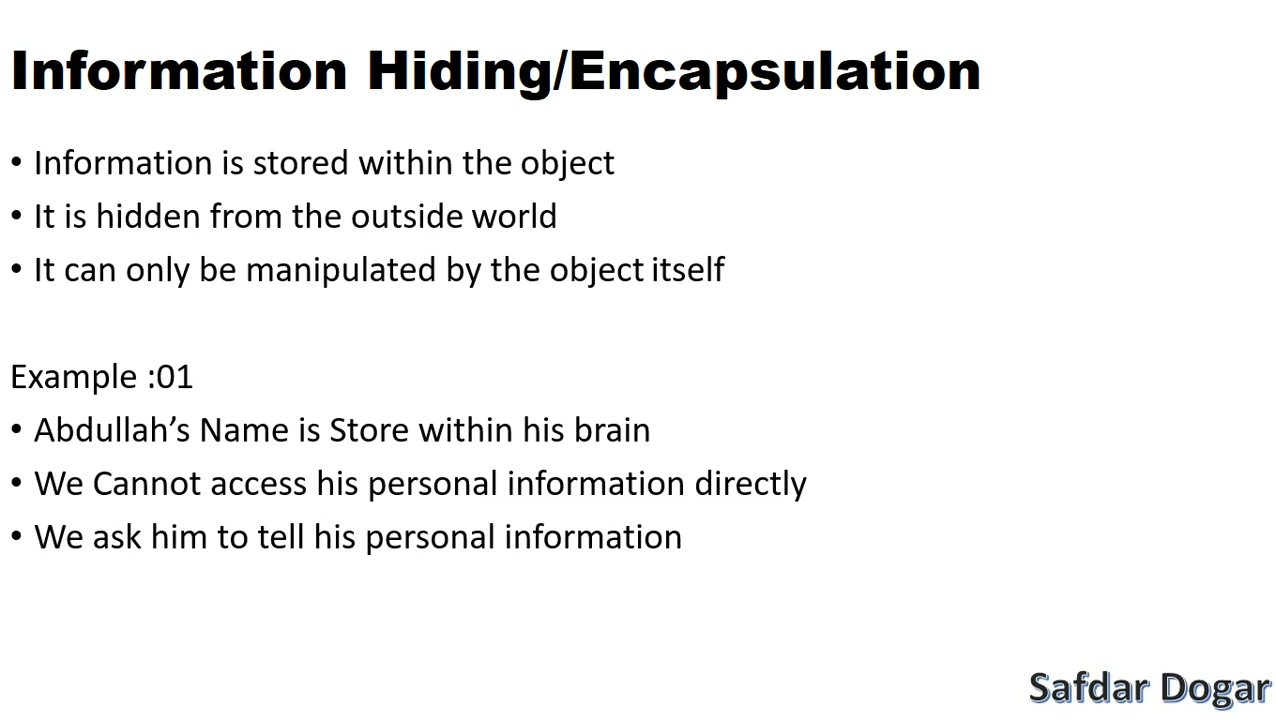 Information Hiding/Encapsulation
• Information is stored within the object
• It is hidden from the outside world
• It can only be manipulated by the object itself
Example :01
• Abdullah’s Name is Store within his brain
• We Cannot access his personal information directly
• We ask him to tell his personal information
Safdar Dogar